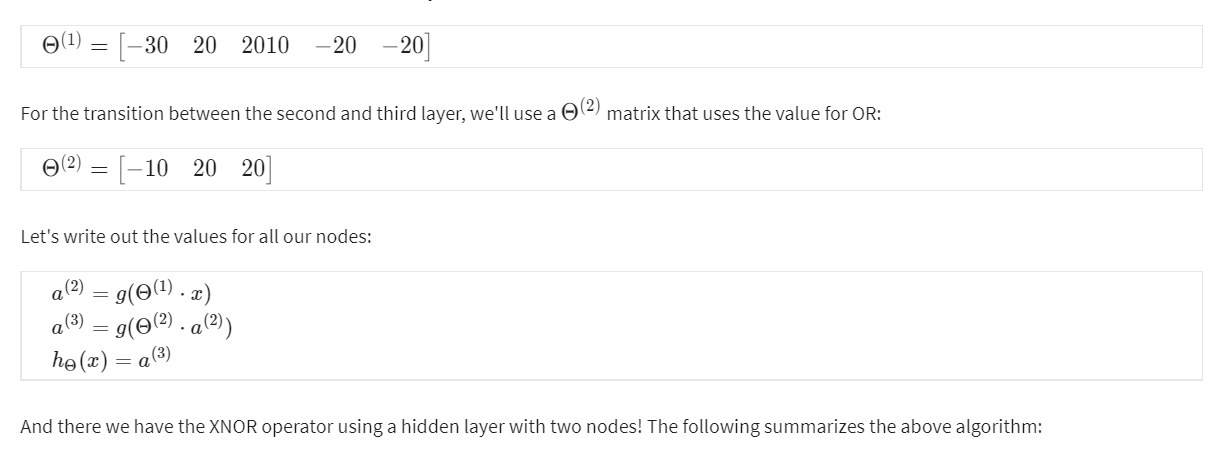 Θ⁽¹⁾ = [−30 20 2010 −20 −20]
For the transition between the second and third layer, we'll use a Θ⁽²⁾ matrix that uses the value for OR:
Θ⁽²⁾ = [−10 20 20]
Let's write out the values for all our nodes:
a⁽²⁾ = g(Θ⁽¹⁾ · x)
a⁽³⁾ = g(Θ⁽²⁾ · a⁽²⁾)
h_Θ(x) = a⁽³⁾
And there we have the XNOR operator using a hidden layer with two nodes! The following summarizes the above algorithm: